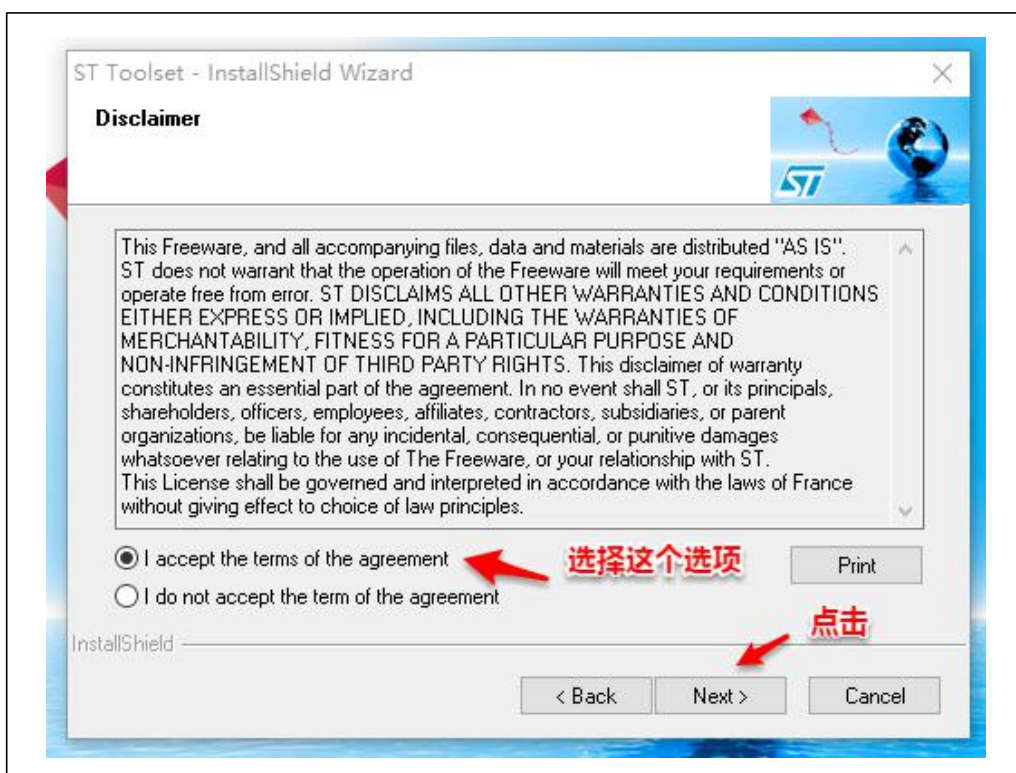 ST Toolset - InstallShield Wizard
Disclaimer
ST
This Freeware, and all accompanying files, data and materials are distributed "AS IS".
ST does not warrant that the operation of the Freeware will meet your requirements or
operate free from error. ST DISCLAIMS ALL OTHER WARRANTIES AND CONDITIONS
EITHER EXPRESS OR IMPLIED, INCLUDING THE WARRANTIES OF
MERCHANTABILITY, FITNESS FOR A PARTICULAR PURPOSE AND
NON-INFRINGEMENT OF THIRD PARTY RIGHTS. This disclaimer of warranty
constitutes an essential part of the agreement. In no event shall ST, or its principals,
shareholders, officers, employees, affiliates, contractors, subsidiaries, or parent
organizations, be liable for any incidental, consequential, or punitive damages
whatsoever relating to the use of The Freeware, or your relationship with ST.
This License shall be governed and interpreted in accordance with the laws of France
without giving effect to choice of law principles.
I accept the terms of the agreement
选择这个选项
Print
I do not accept the term of the agreement
点击
InstallShield
< Back
Next >
Cancel